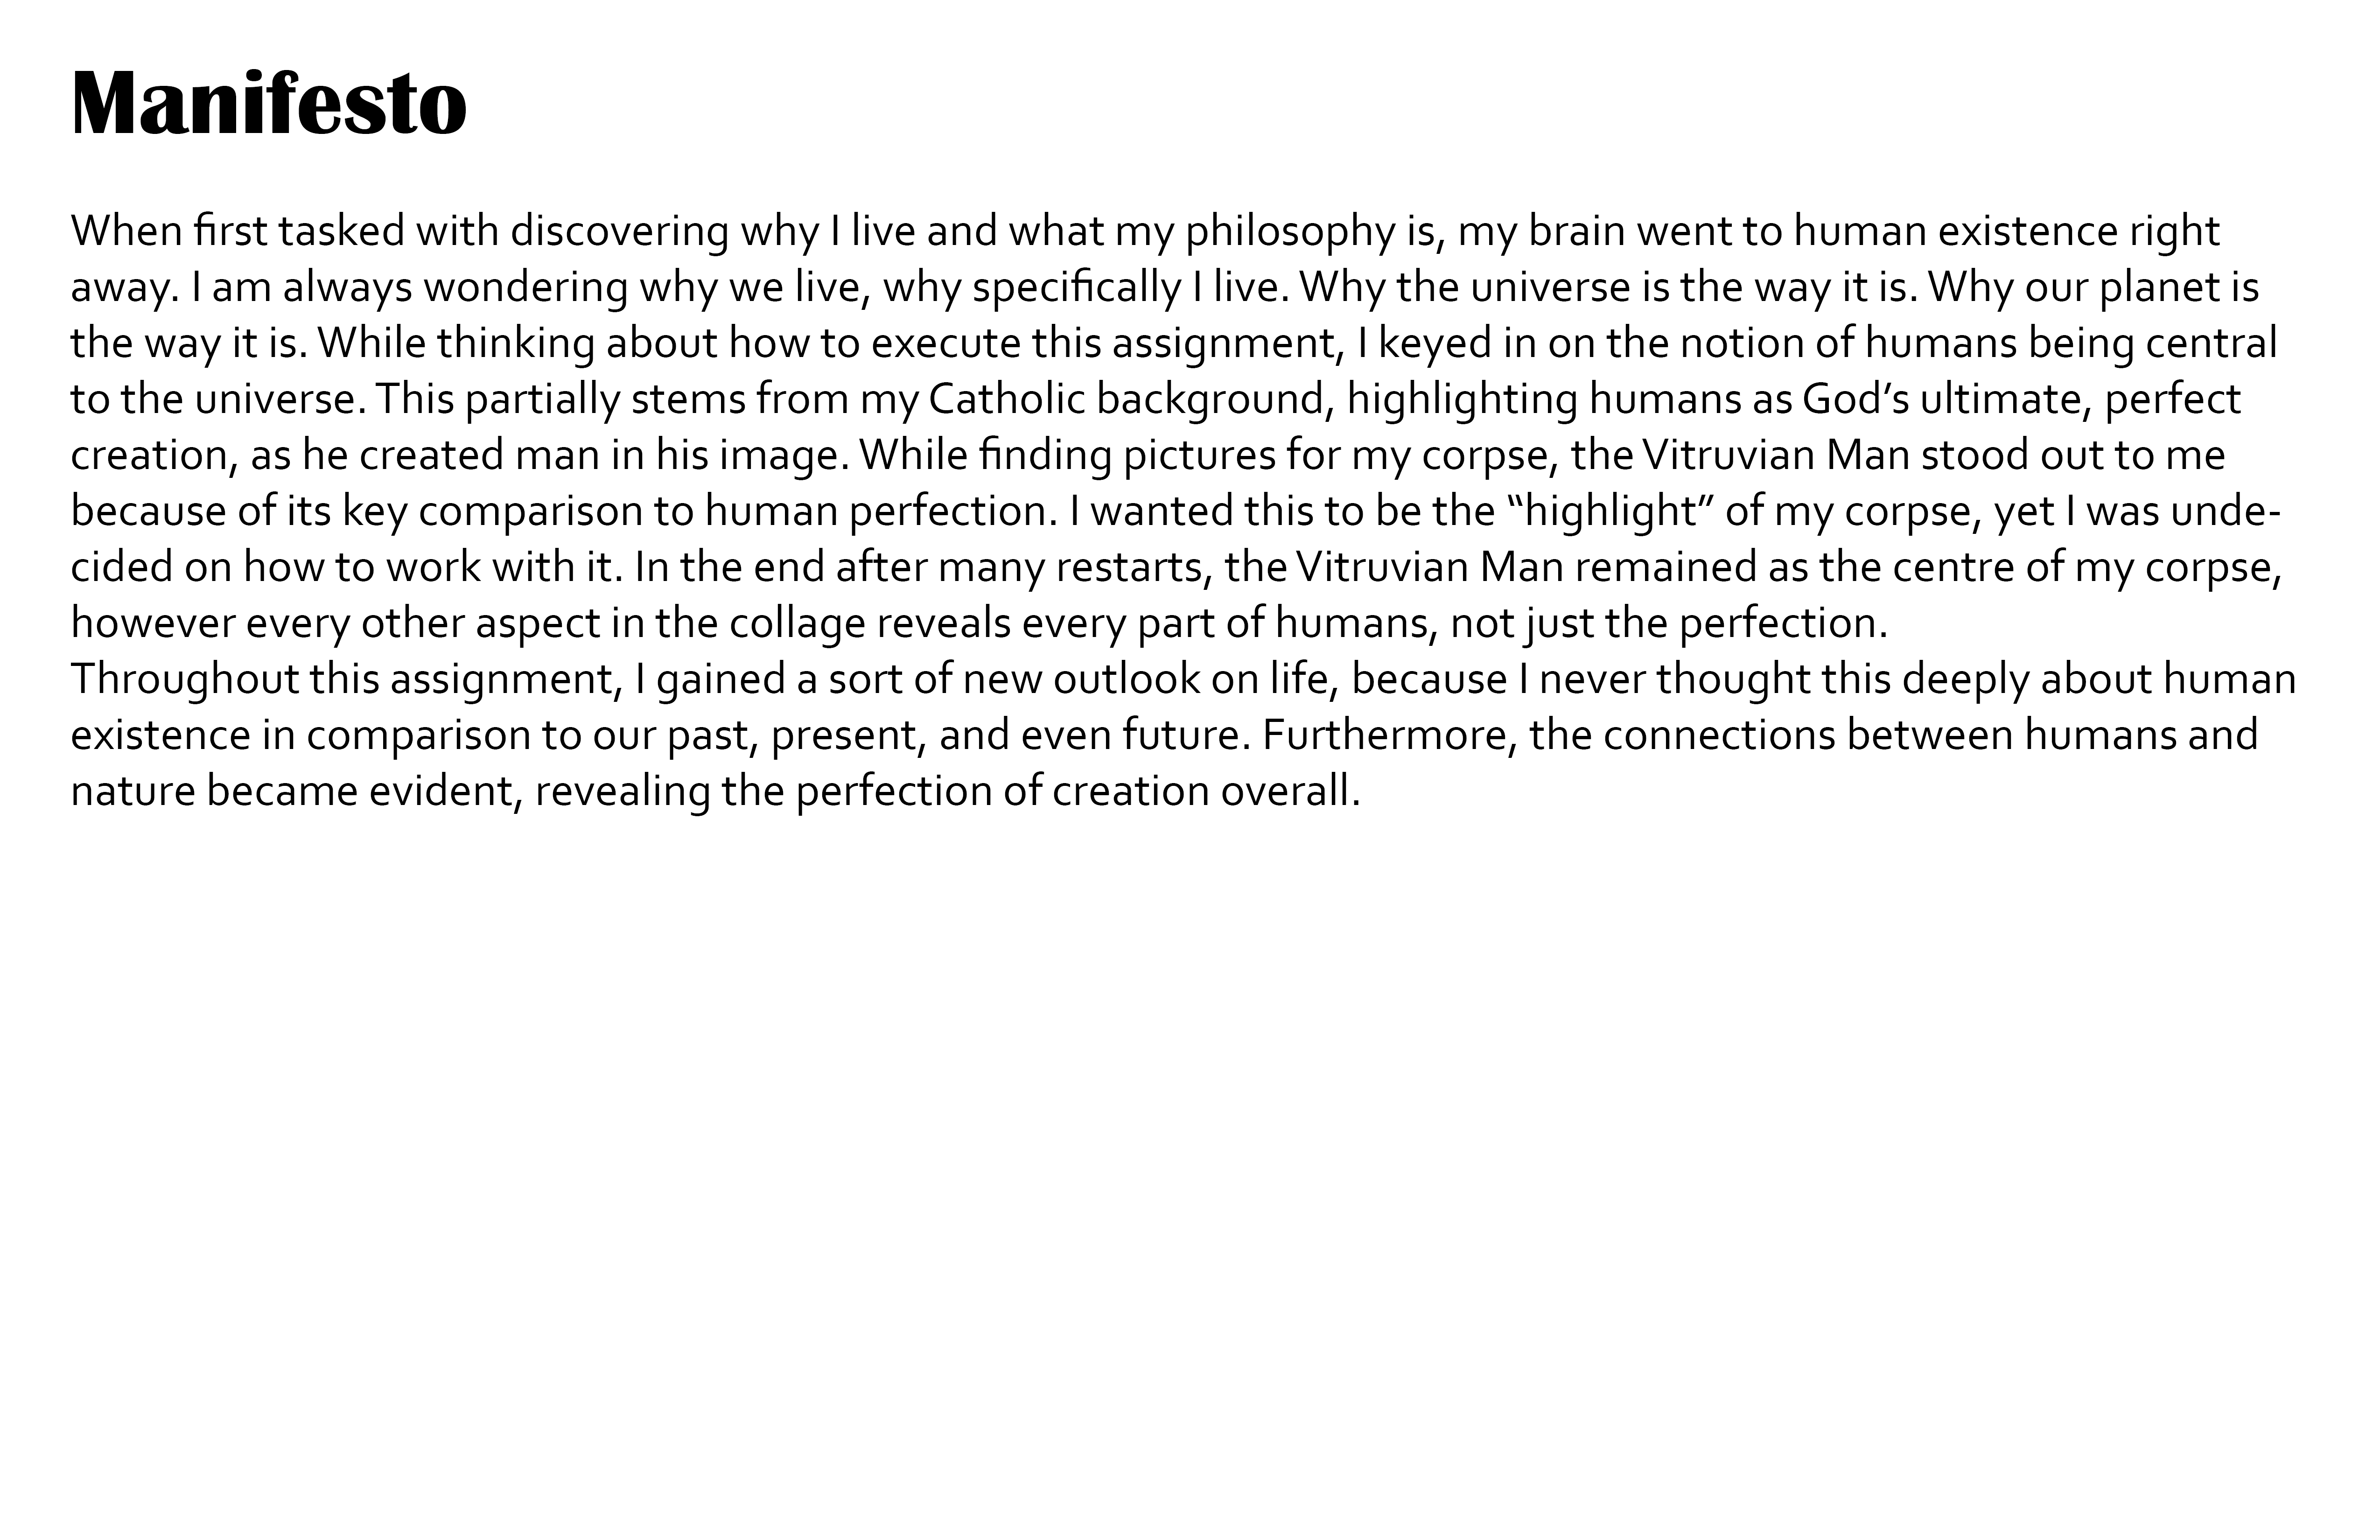 Manifesto
When first tasked with discovering why I live and what my philosophy is, my brain went to human existence right
away. I am always wondering why we live, why specifically I live. Why the universe is the way it is. Why our planet is
the way it is. While thinking about how to execute this assignment, I keyed in on the notion of humans being central
to the universe. This partially stems from my Catholic background, highlighting humans as God’s ultimate, perfect
creation, as he created man in his image. While finding pictures for my corpse, the Vitruvian Man stood out to me
because of its key comparison to human perfection. I wanted this to be the “highlight” of my corpse, yet I was unde-
cided on how to work with it. In the end after many restarts, the Vitruvian Man remained as the centre of my corpse,
however every other aspect in the collage reveals every part of humans, not just the perfection.
Throughout this assignment, I gained a sort of new outlook on life, because I never thought this deeply about human
existence in comparison to our past, present, and even future. Furthermore, the connections between humans and
nature became evident, revealing the perfection of creation overall.